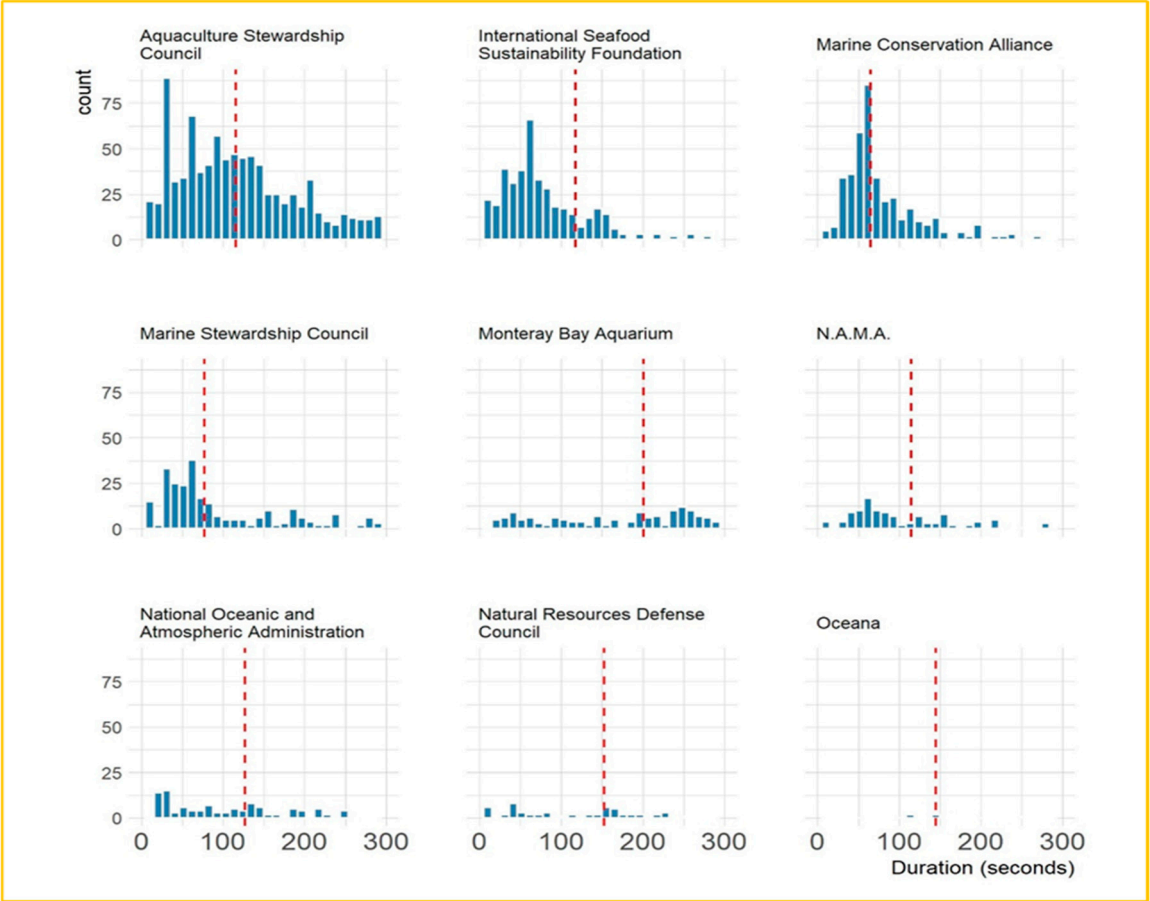 Aquaculture Stewardship
Council
International Seafood
Sustainability Foundation
Marine Conservation Alliance
count
75
50
25
0
Marine Stewardship Council
Monteray Bay Aquarium
N.A.M.A.
75
50
25
0
National Oceanic and
Atmospheric Administration
Natural Resources Defense
Council
Oceana
75
50
25
0
0 100 200 300
0 100 200 300
0 100 200 300
Duration (seconds)